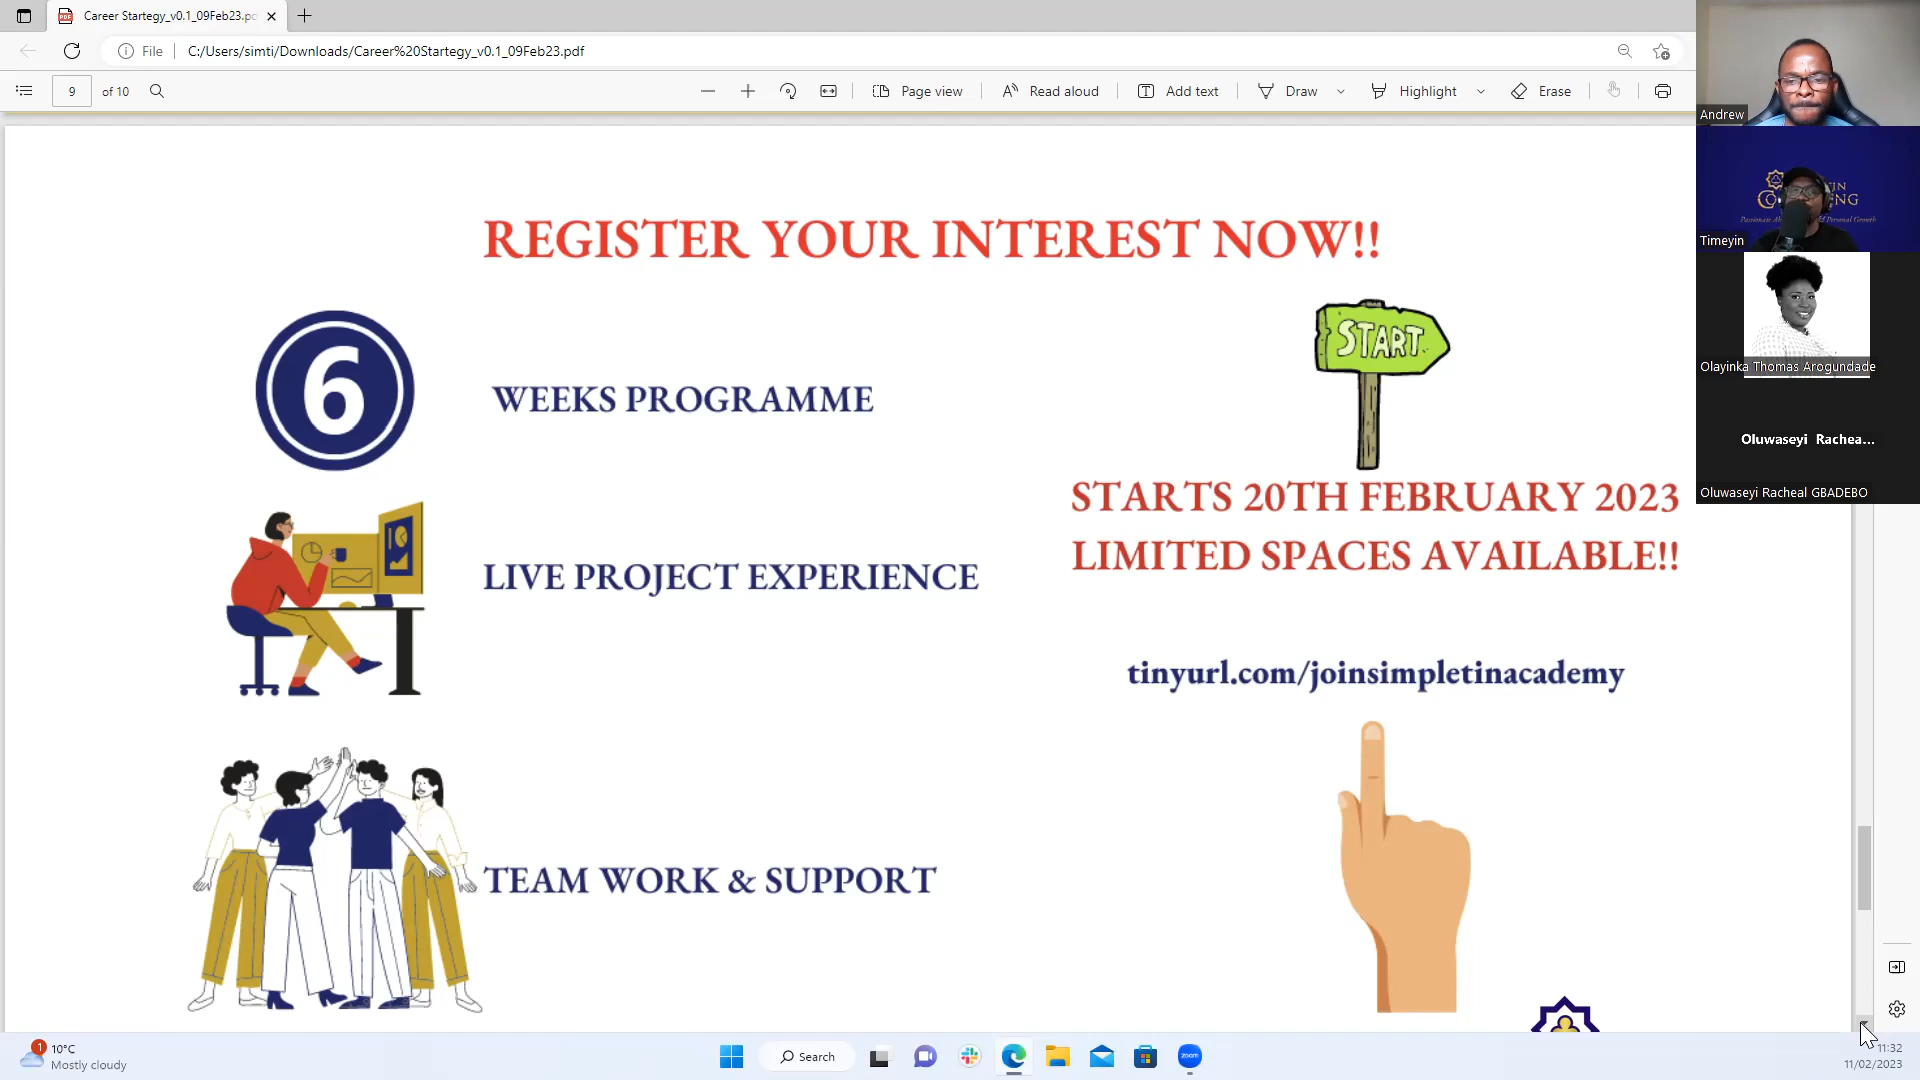 Career Startegy_v0.1_09Feb23.pd
File
C:/Users/simti/Downloads/Career%20Startegy_v0.1_09Feb23.pdf
9 of 10
Page view
Read aloud
Add text
Draw
Highlight
Erase
REGISTER YOUR INTEREST NOW!!
6
WEEKS PROGRAMME
START
STARTS 20TH FEBRUARY 2023
LIMITED SPACES AVAILABLE!!
LIVE PROJECT EXPERIENCE
tinyurl.com/joinsimpletinacademy
TEAM WORK & SUPPORT
Andrew
Timeyin
Olayinka Thomas Arogundade
Oluwaseyi Rachea...
Oluwaseyi Racheal GBADEBO
1
10°C
Mostly cloudy
Search
zoom
11:32
11/02/2023